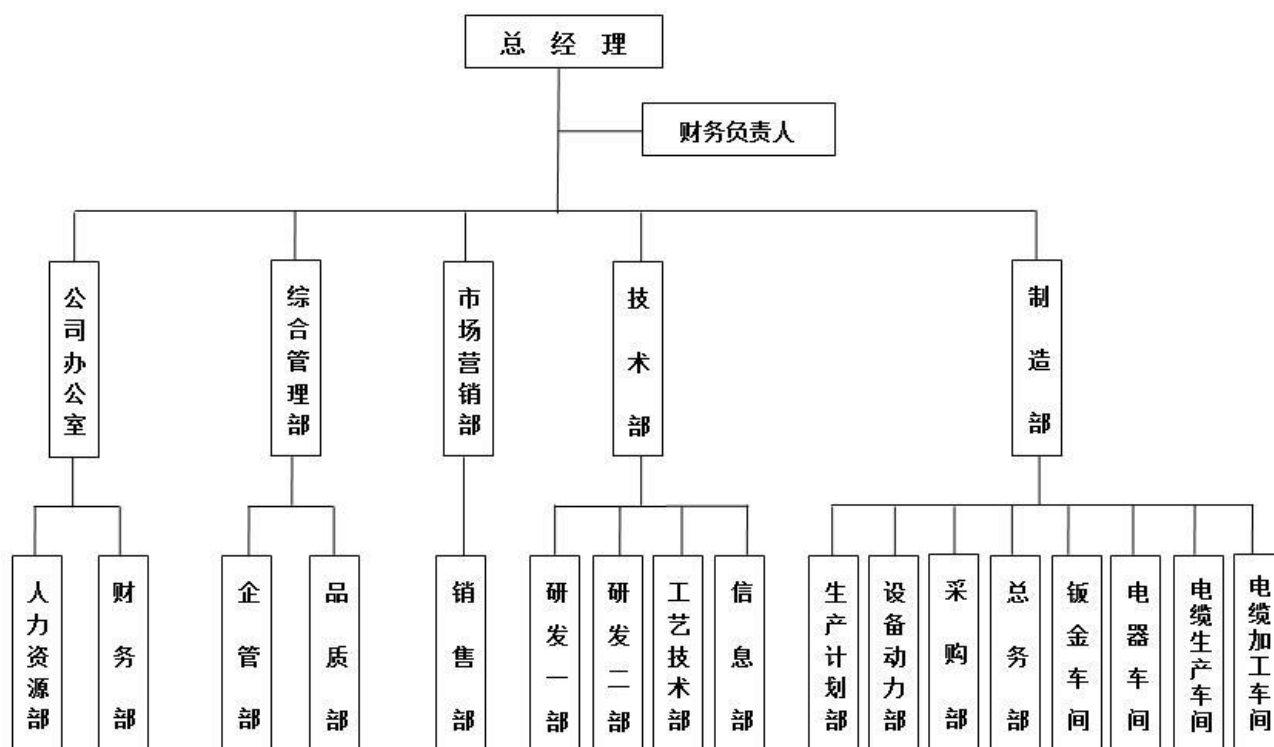 总经理
财务负责人
公司办公室
综合管理部
市场营销部
技术部
制造部
人力资源部
财务部
企管部
品质部
销售部
研发一部
研发二部
工艺技术部
信息部
生产计划部
设备动力部
采购部
总务部
钣金车间
电器车间
电缆生产车间
电缆加工车间